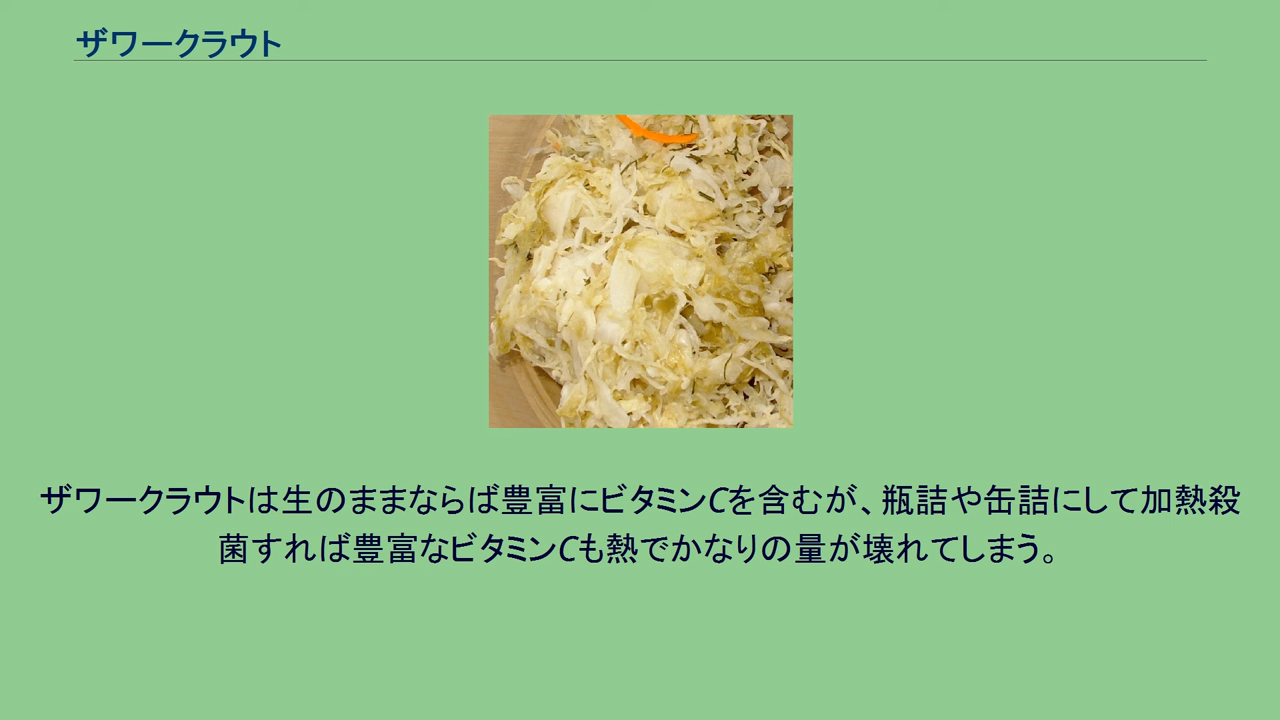 ザワークラウト
ザワークラウトは生のままならば豊富にビタミンCを含むが、瓶詰や缶詰にして加熱殺
菌すれば豊富なビタミンCも熱でかなりの量が壊れてしまう。